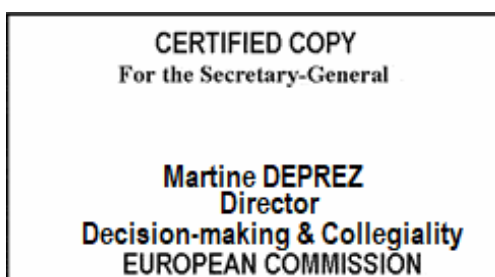 CERTIFIED COPY
For the Secretary-General
Martine DEPREZ
Director
Decision-making & Collegiality
EUROPEAN COMMISSION